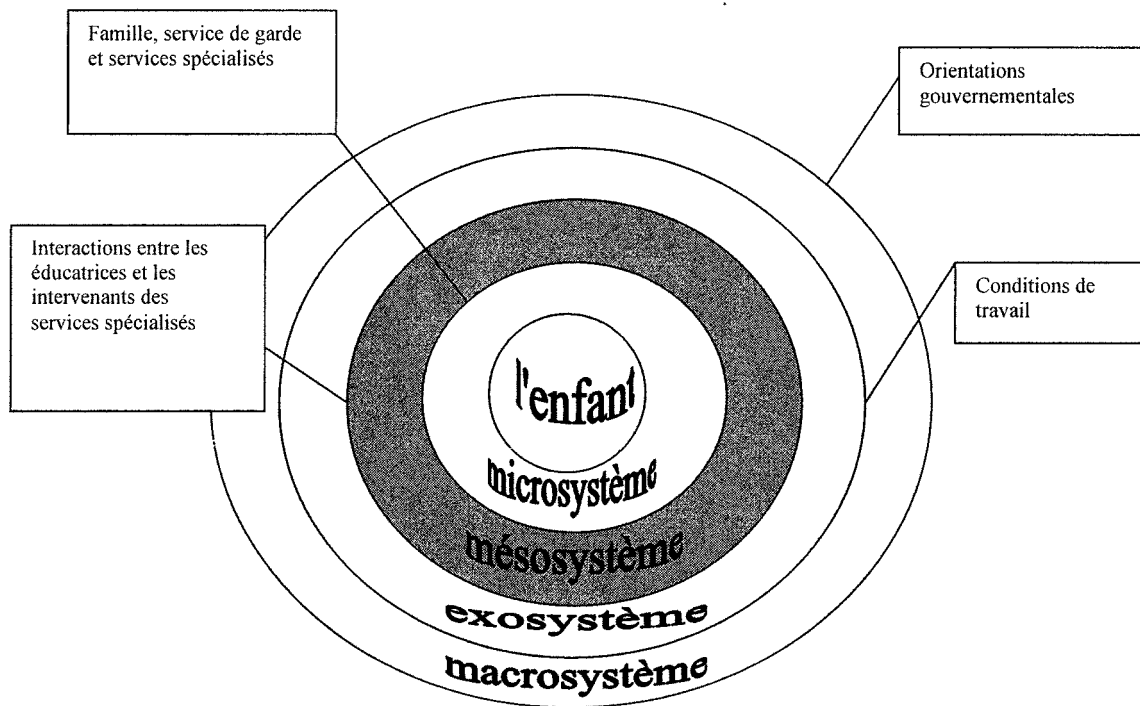 Famille, service de garde
et services spécialisés
Orientations
gouvernementales
Interactions entre les
éducatrices et les
intervenants des
services spécialisés
Conditions de
travail
l'enfant
microsystème
mésosystème
exosystème
macrosystème